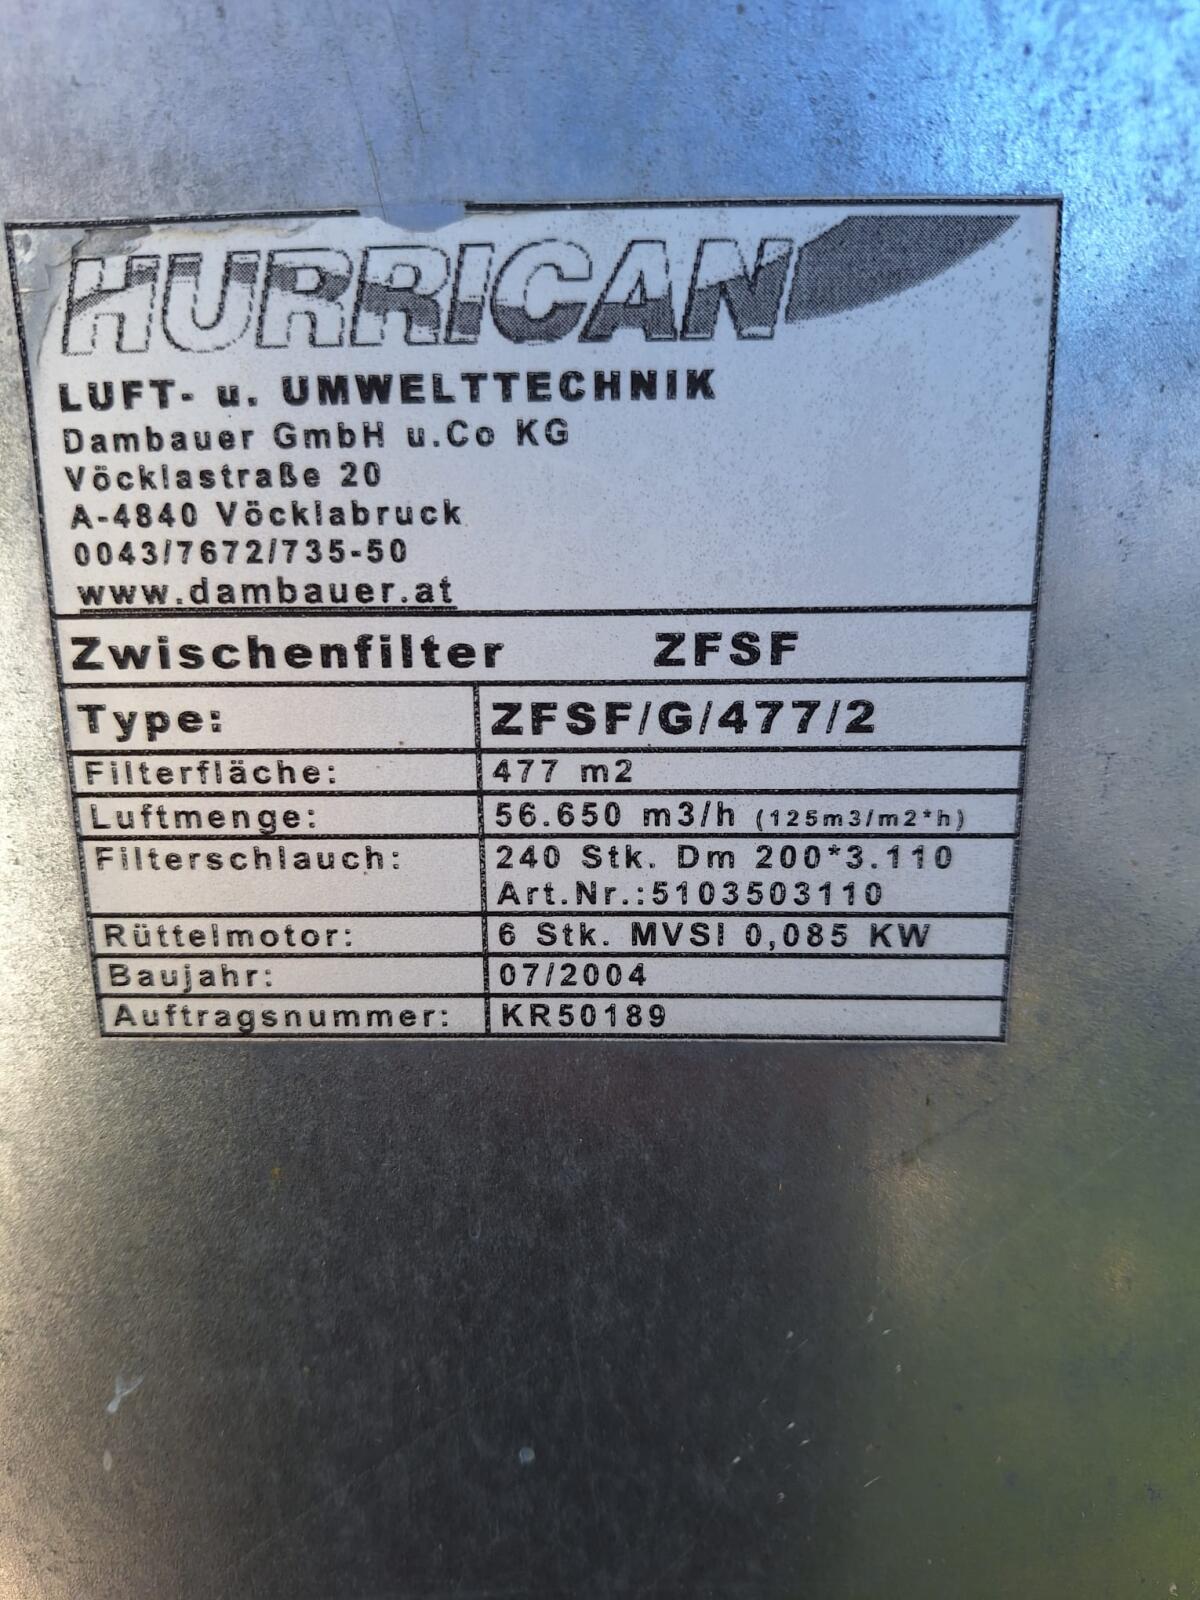 HURRICAN
LUFT- u. UMWELTTECHNIK
Dambauer GmbH u.Co KG
Vöcklastraße 20
A-4840 Vöcklabruck
0043/7672/735-50
www.dambauer.at
Zwischenfilter ZFSF
Type: ZFSF/G/477/2
Filterfläche: 477 m2
Luftmenge: 56.650 m3/h (125m3/m2*h)
Filterschlauch: 240 Stk. Dm 200*3.110
Art.Nr.:5103503110
Rüttelmotor: 6 Stk. MVSI 0,085 KW
Baujahr: 07/2004
Auftragsnummer: KR50189